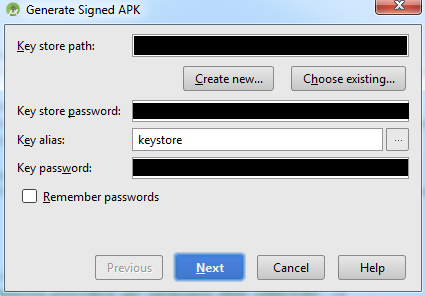 Generate Signed APK
Key store path:
Create new...
Choose existing...
Key store password:
Key alias:
keystore
...
Key password:
Remember passwords
Previous
Next
Cancel
Help